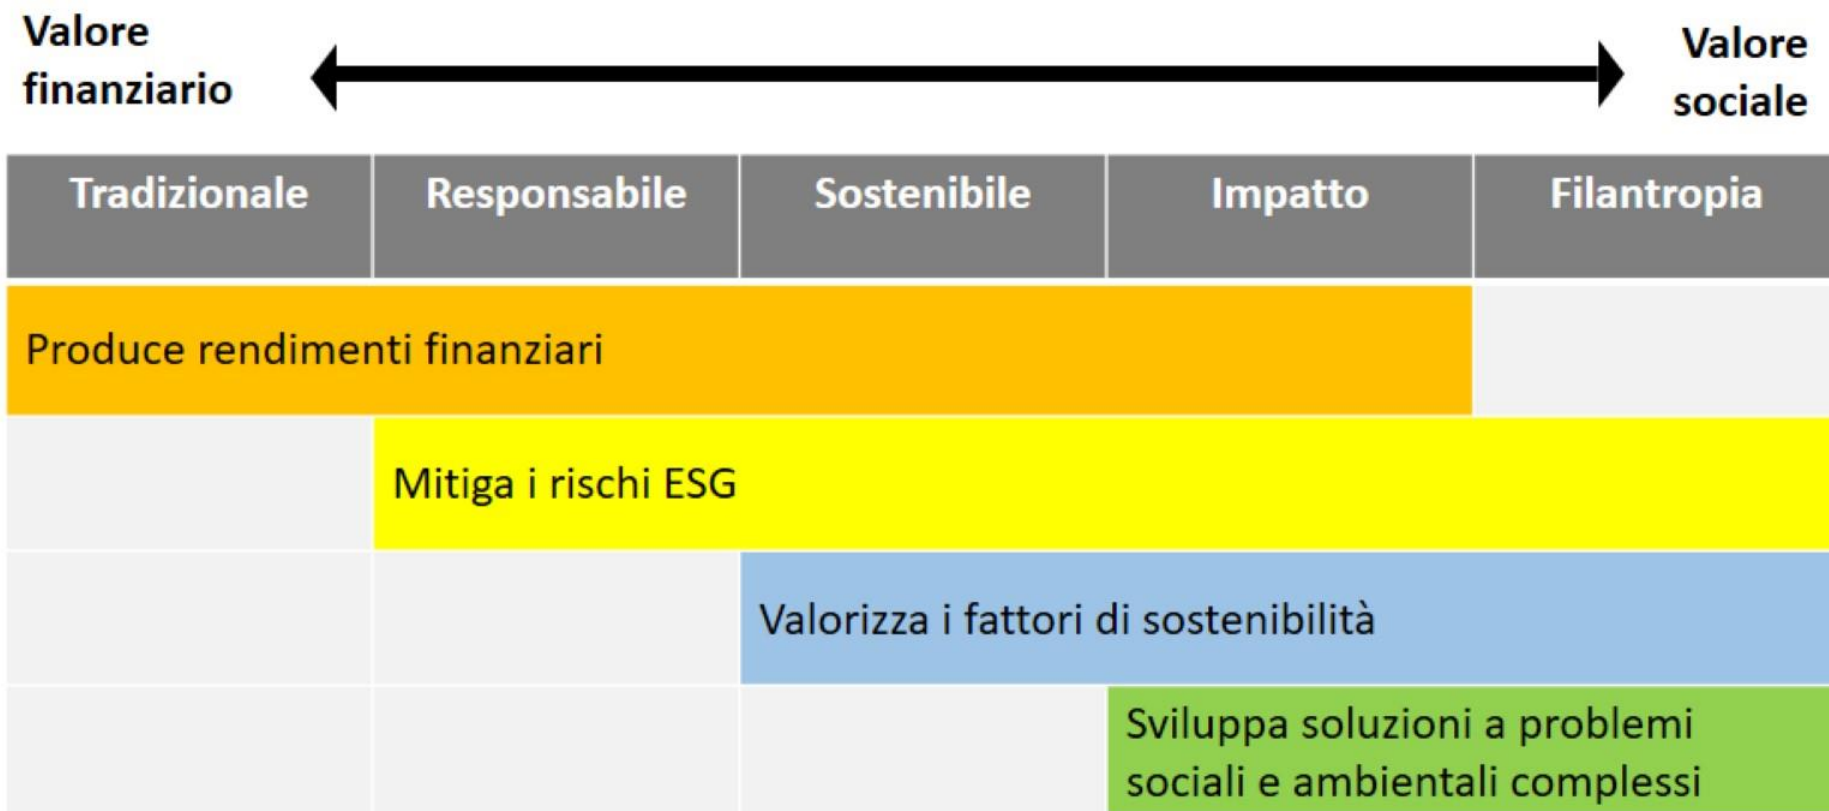 Valore
finanziario
Valore
sociale
Tradizionale
Responsabile
Sostenibile
Impatto
Filantropia
Produce rendimenti finanziari
Mitiga i rischi ESG
Valorizza i fattori di sostenibilità
Sviluppa soluzioni a problemi
sociali e ambientali complessi